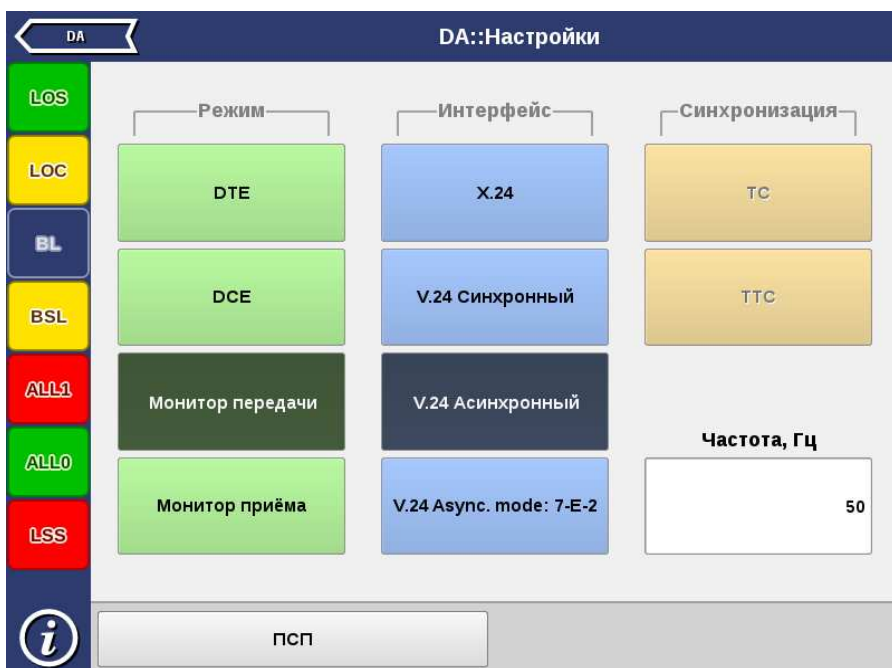 DA
DA::Настройки
LOS
LOC
BL
BSL
ALL1
ALL0
LSS
i
Режим
DTE
DCE
Монитор передачи
Монитор приёма
Интерфейс
X.24
V.24 Синхронный
V.24 Асинхронный
V.24 Async. mode: 7-E-2
Синхронизация
TC
TTC
Частота, Гц
50
ПСП